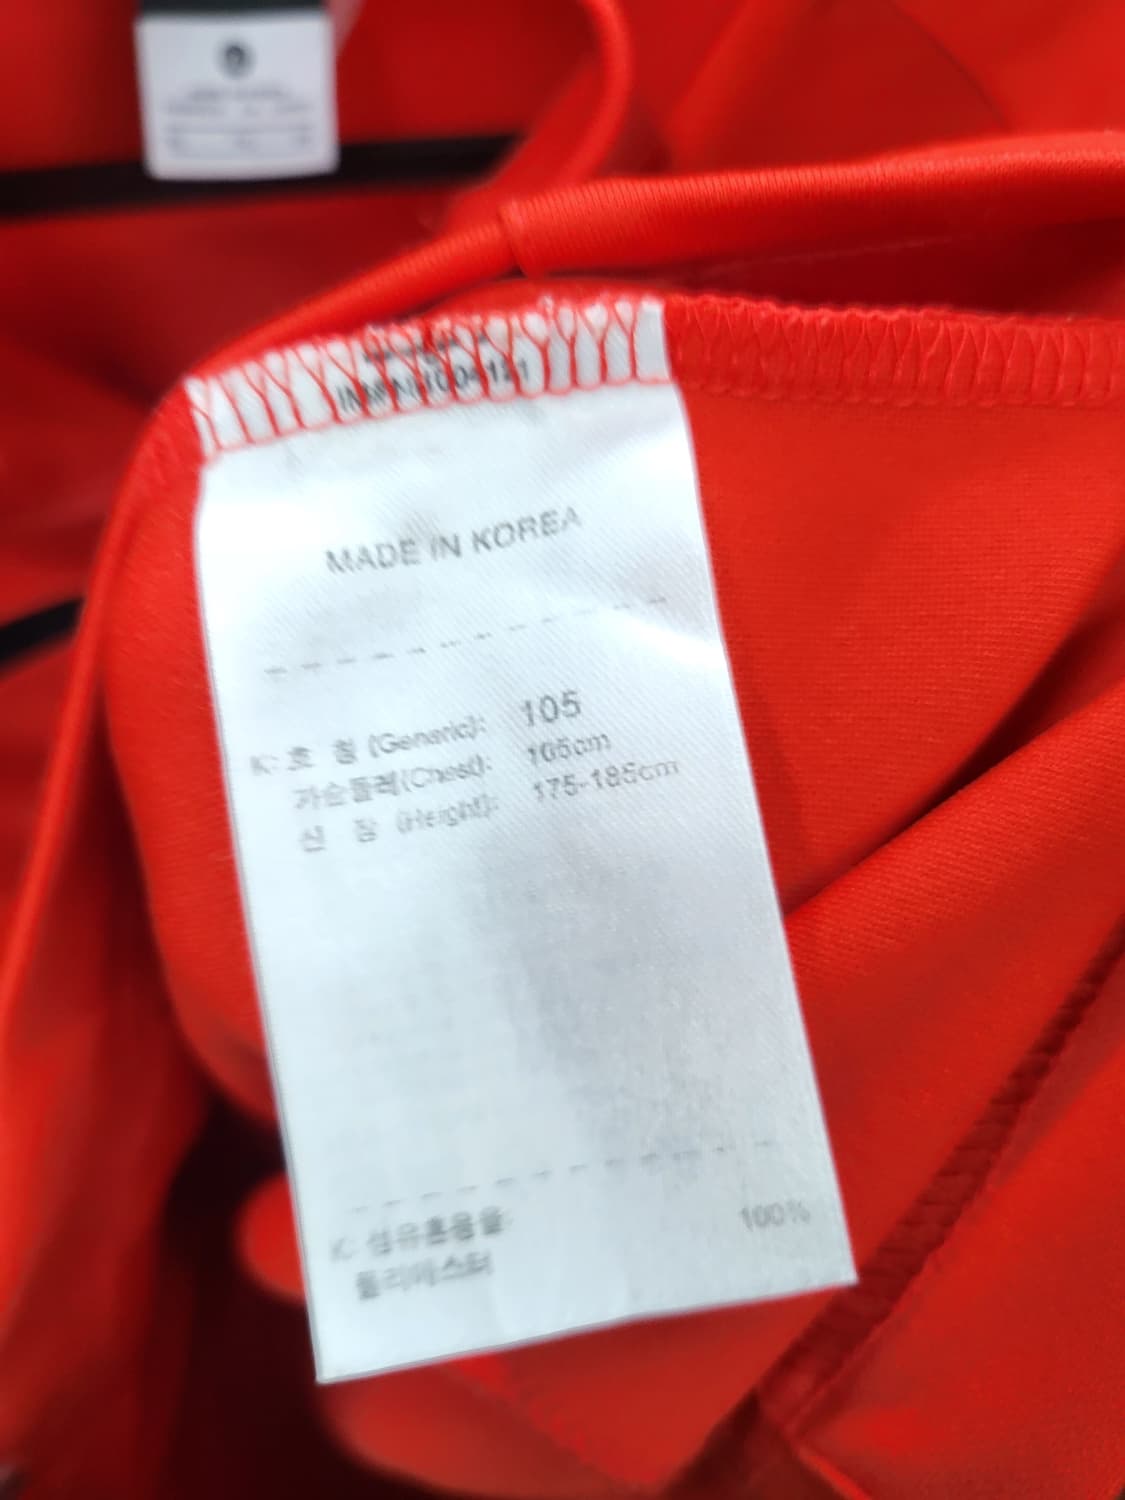 MADE IN KOREA
K: 호 칭 (Generic): 105
가슴둘레(Chest): 105cm
신 장 (Height): 175-185cm
K: 섬유혼용율:
폴리에스터 100%